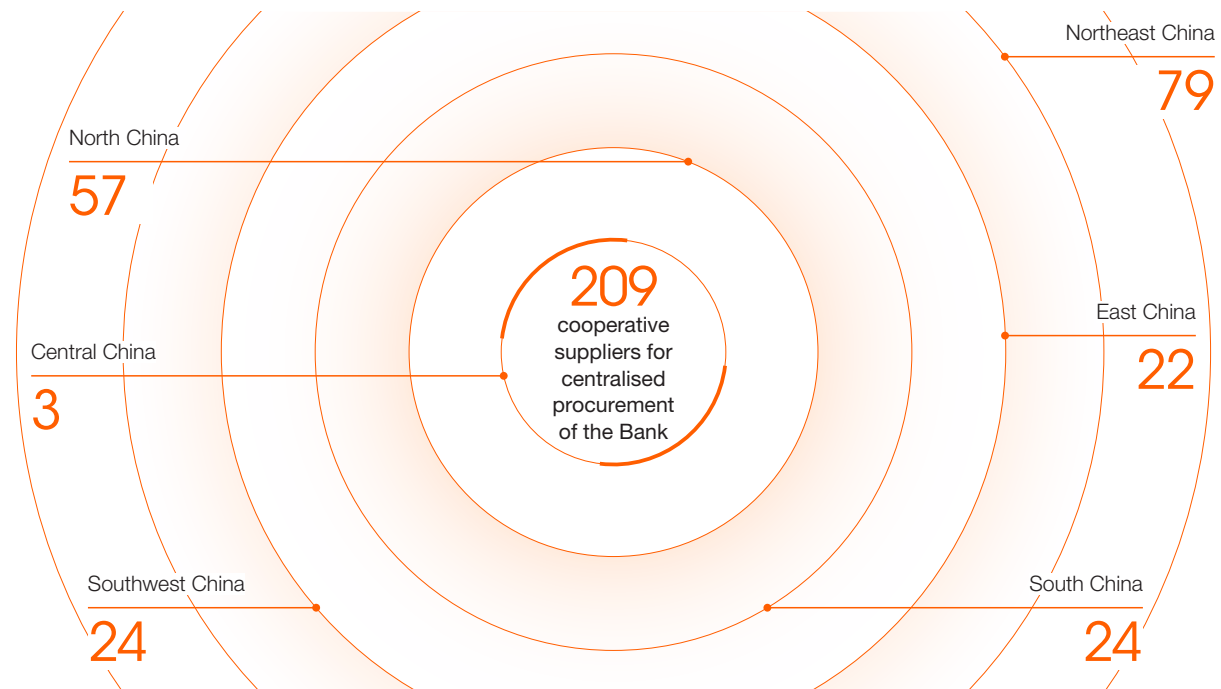 Northeast China
79
North China
57
209
cooperative
suppliers for
centralised
procurement
of the Bank
East China
22
Central China
3
Southwest China
24
South China
24